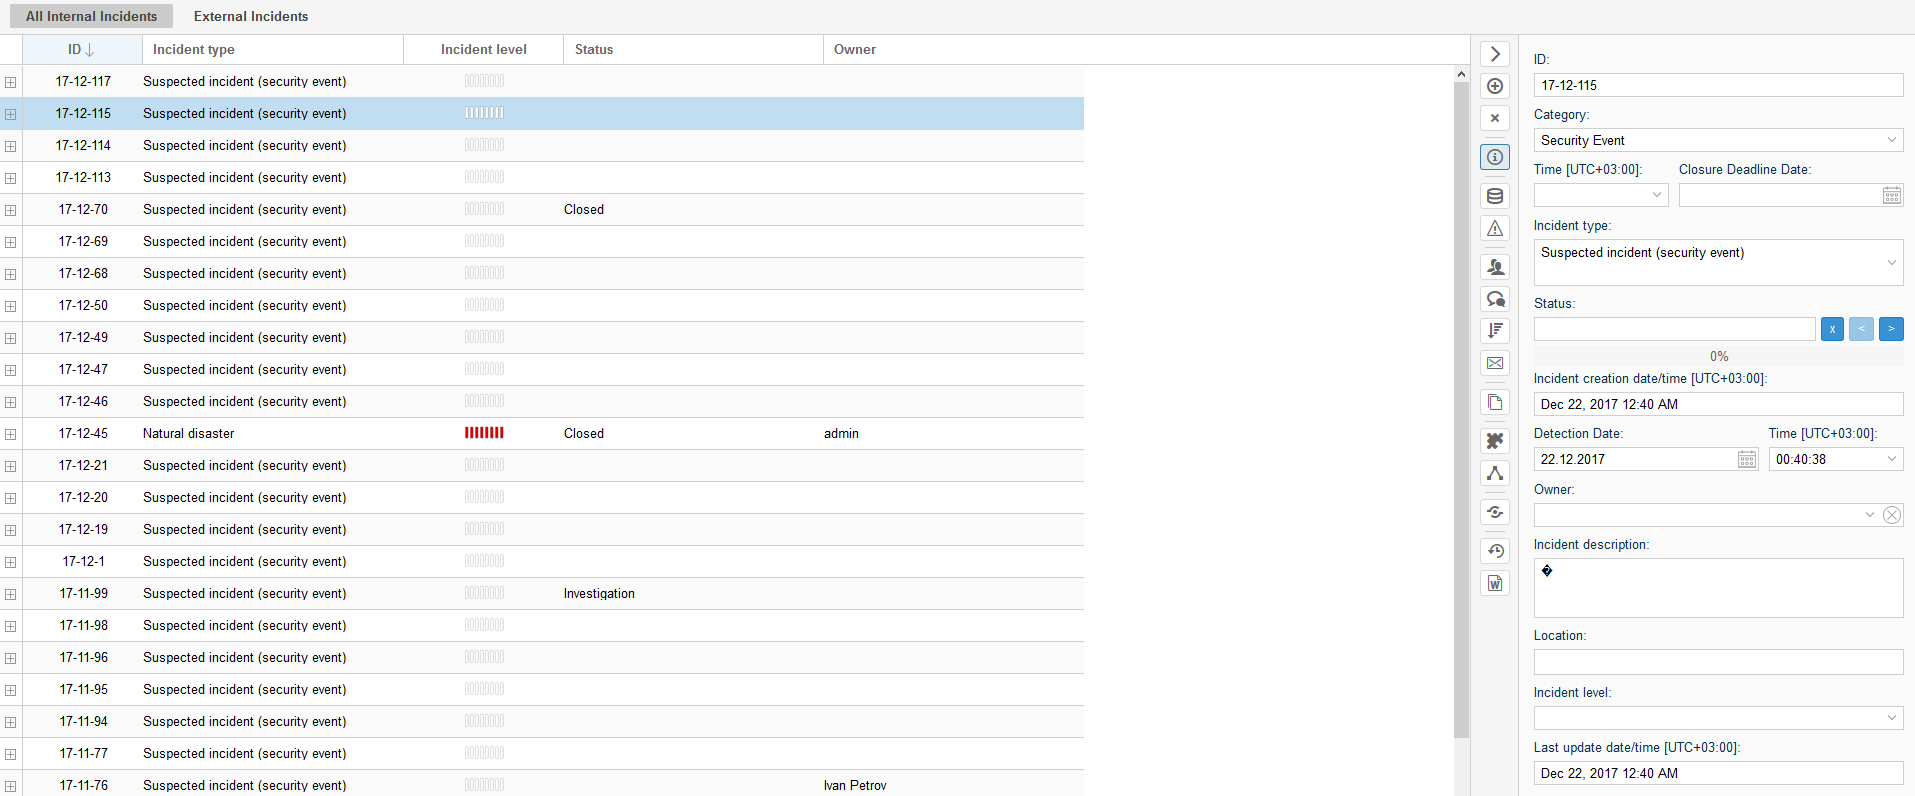 All Internal Incidents External Incidents
ID Incident type Incident level Status Owner
17-12-117 Suspected incident (security event)
17-12-115 Suspected incident (security event)
17-12-114 Suspected incident (security event)
17-12-113 Suspected incident (security event)
17-12-70 Suspected incident (security event) Closed
17-12-69 Suspected incident (security event)
17-12-68 Suspected incident (security event)
17-12-50 Suspected incident (security event)
17-12-49 Suspected incident (security event)
17-12-47 Suspected incident (security event)
17-12-46 Suspected incident (security event)
17-12-45 Natural disaster Closed admin
17-12-21 Suspected incident (security event)
17-12-20 Suspected incident (security event)
17-12-19 Suspected incident (security event)
17-12-1 Suspected incident (security event)
17-11-99 Suspected incident (security event) Investigation
17-11-98 Suspected incident (security event)
17-11-96 Suspected incident (security event)
17-11-95 Suspected incident (security event)
17-11-94 Suspected incident (security event)
17-11-77 Suspected incident (security event)
17-11-76 Suspected incident (security event) Ivan Petrov
ID:
17-12-115
Category:
Security Event
Time [UTC+03:00]: Closure Deadline Date:
Incident type:
Suspected incident (security event)
Status:
x < >
0%
Incident creation date/time [UTC+03:00]:
Dec 22, 2017 12:40 AM
Detection Date: Time [UTC+03:00]:
22.12.2017 00:40:38
Owner:
Incident description:
�
Location:
Incident level:
Last update date/time [UTC+03:00]:
Dec 22, 2017 12:40 AM